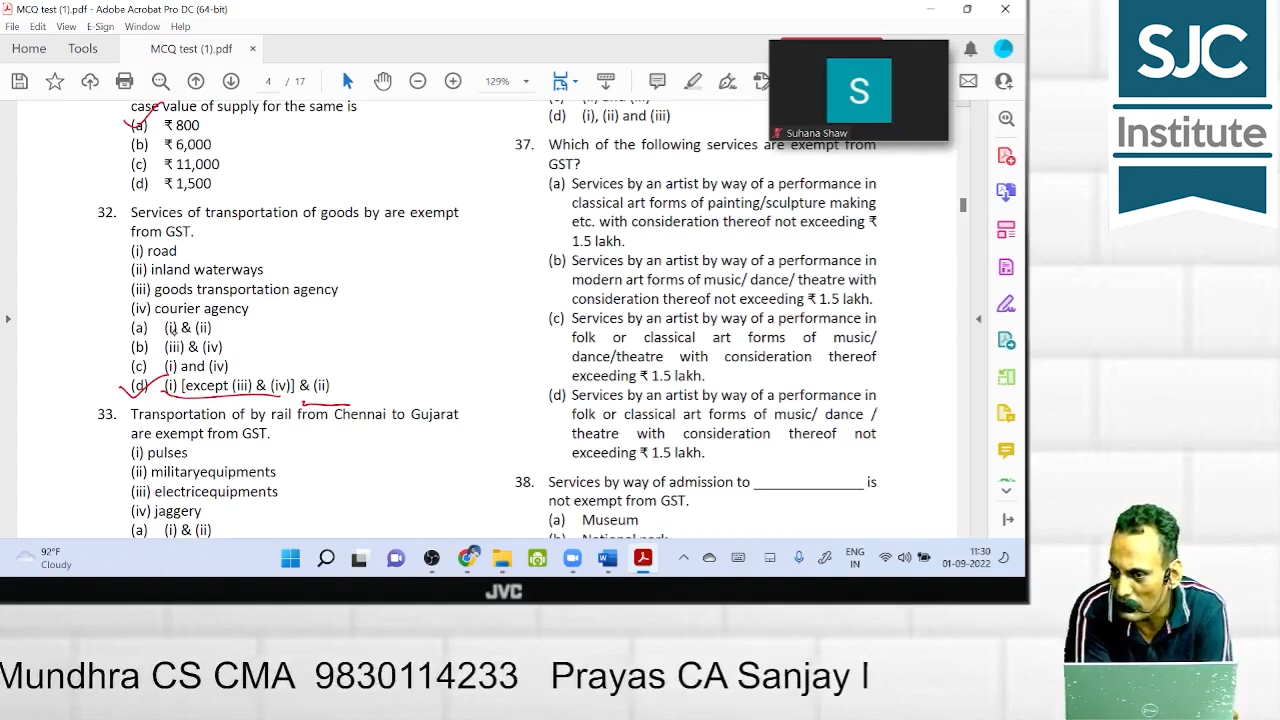 MCQ test (1).pdf - Adobe Acrobat Pro DC (64-bit)
File Edit View E-Sign Window Help
Home Tools MCQ test (1).pdf ×
4 / 17 129%
S
Suhana Shaw
case value of supply for the same is
(a) ₹ 800
(b) ₹ 6,000
(c) ₹ 11,000
(d) ₹ 1,500
32. Services of transportation of goods by are exempt
from GST.
(i) road
(ii) inland waterways
(iii) goods transportation agency
(iv) courier agency
(a) (i) & (ii)
(b) (iii) & (iv)
(c) (i) and (iv)
(d) (i) [except (iii) & (iv)] & (ii)
33. Transportation of by rail from Chennai to Gujarat
are exempt from GST.
(i) pulses
(ii) militaryequipments
(iii) electricequipments
(iv) jaggery
(a) (i) & (ii)
(d) (i), (ii) and (iii)
37. Which of the following services are exempt from
GST?
(a) Services by an artist by way of a performance in
classical art forms of painting/sculpture making
etc. with consideration thereof not exceeding ₹
1.5 lakh.
(b) Services by an artist by way of a performance in
modern art forms of music/ dance/ theatre with
consideration thereof not exceeding ₹ 1.5 lakh.
(c) Services by an artist by way of a performance in
folk or classical art forms of music/
dance/theatre with consideration thereof
exceeding ₹ 1.5 lakh.
(d) Services by an artist by way of a performance in
folk or classical art forms of music/ dance /
theatre with consideration thereof not
exceeding ₹ 1.5 lakh.
38. Services by way of admission to ______________ is
not exempt from GST.
(a) Museum
92°F
Cloudy
ENG
IN
11:30
01-09-2022
JVC
SJC
Institute
Mundhra CS CMA 9830114233 Prayas CA Sanjay